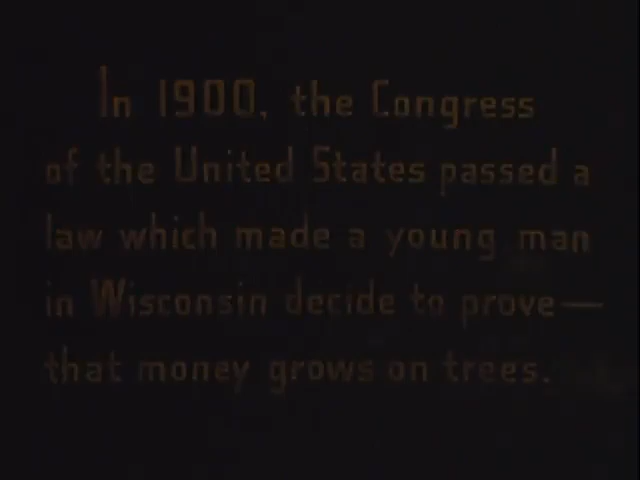 In 1900, the Congress
of the United States passed a
law which made a young man
in Wisconsin decide to prove—
that money grows on trees.